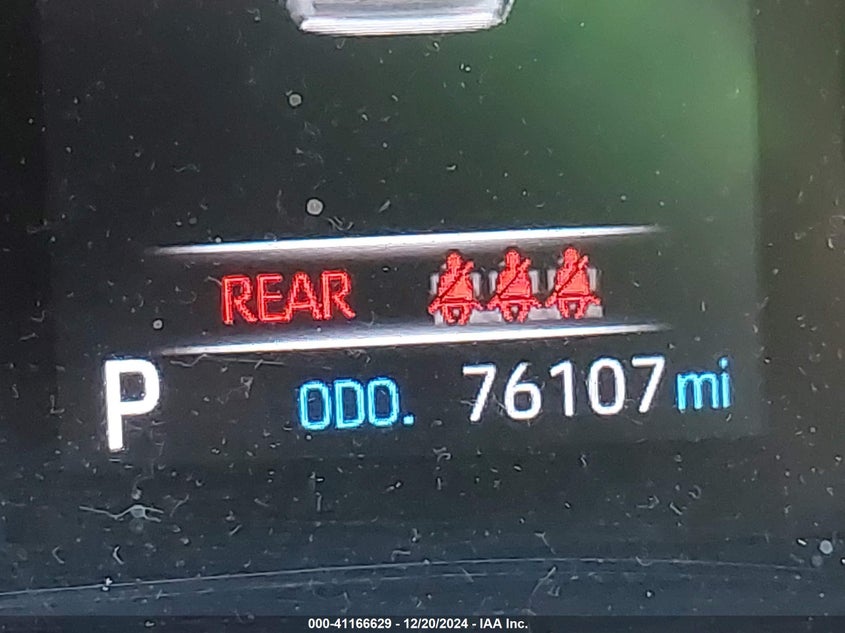 REAR
P ODO. 76107 mi
000-41166629 - 12/20/2024 - IAA Inc.